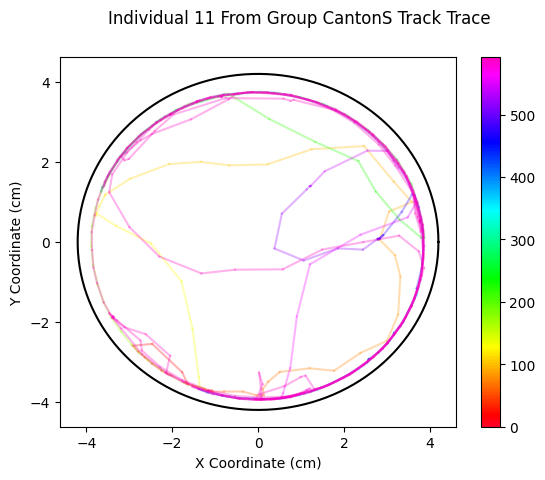 Individual 11 From Group CantonS Track Trace
4
2
0
−2
−4
Y Coordinate (cm)
−4 −2 0 2 4
X Coordinate (cm)
500
400
300
200
100
0